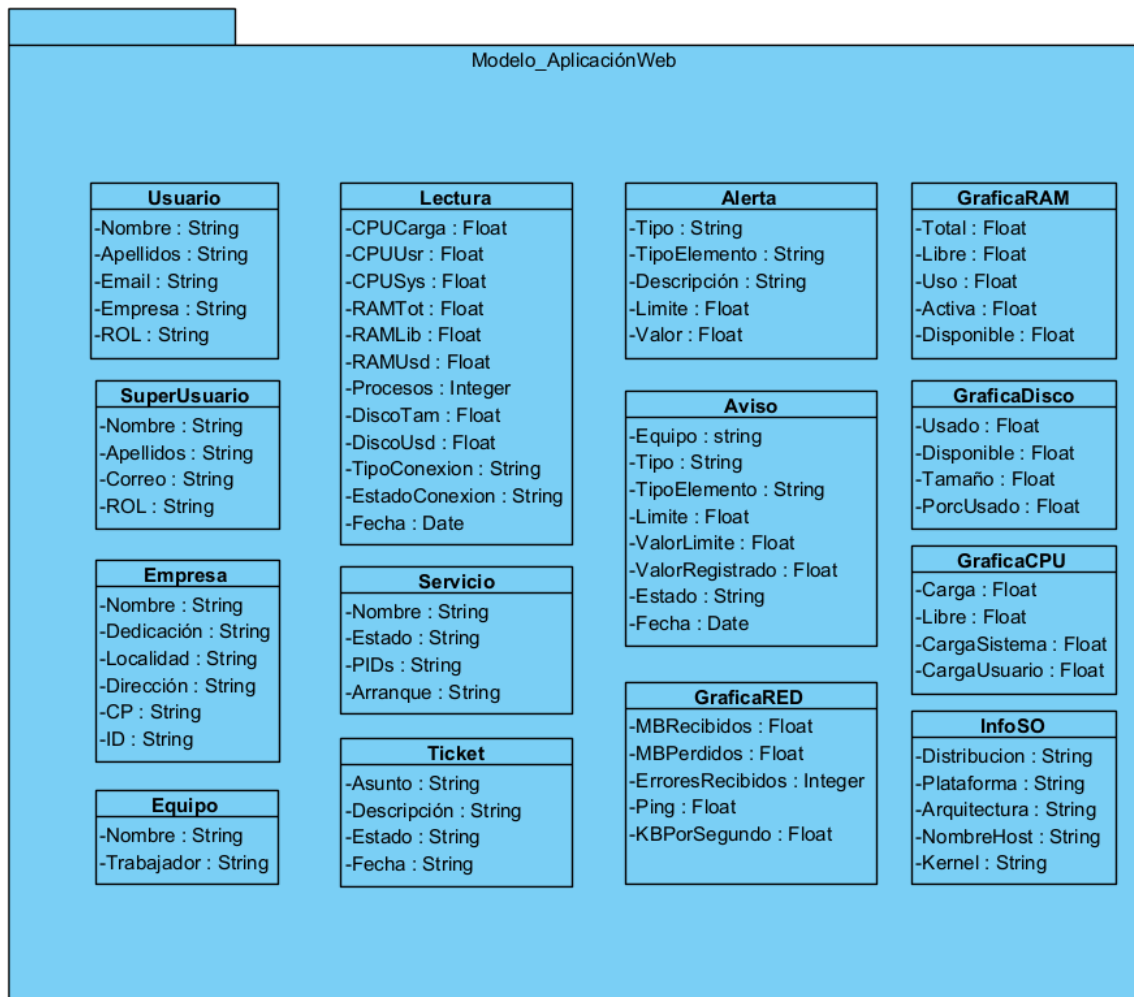 Modelo_AplicaciónWeb
Usuario
-Nombre : String
-Apellidos : String
-Email : String
-Empresa : String
-ROL : String
SuperUsuario
-Nombre : String
-Apellidos : String
-Correo : String
-ROL : String
Empresa
-Nombre : String
-Dedicación : String
-Localidad : String
-Dirección : String
-CP : String
-ID : String
Equipo
-Nombre : String
-Trabajador : String
Lectura
-CPUCarga : Float
-CPUUsr : Float
-CPUSys : Float
-RAMTot : Float
-RAMLib : Float
-RAMUsd : Float
-Procesos : Integer
-DiscoTam : Float
-DiscoUsd : Float
-TipoConexion : String
-EstadoConexion : String
-Fecha : Date
Servicio
-Nombre : String
-Estado : String
-PIDs : String
-Arranque : String
Ticket
-Asunto : String
-Descripción : String
-Estado : String
-Fecha : String
Alerta
-Tipo : String
-TipoElemento : String
-Descripción : String
-Limite : Float
-Valor : Float
Aviso
-Equipo : string
-Tipo : String
-TipoElemento : String
-Limite : Float
-ValorLimite : Float
-ValorRegistrado : Float
-Estado : String
-Fecha : Date
GraficaRED
-MBRecibidos : Float
-MBPerdidos : Float
-ErroresRecibidos : Integer
-Ping : Float
-KBPorSegundo : Float
GraficaRAM
-Total : Float
-Libre : Float
-Uso : Float
-Activa : Float
-Disponible : Float
GraficaDisco
-Usado : Float
-Disponible : Float
-Tamaño : Float
-PorcUsado : Float
GraficaCPU
-Carga : Float
-Libre : Float
-CargaSistema : Float
-CargaUsuario : Float
InfoSO
-Distribucion : String
-Plataforma : String
-Arquitectura : String
-NombreHost : String
-Kernel : String